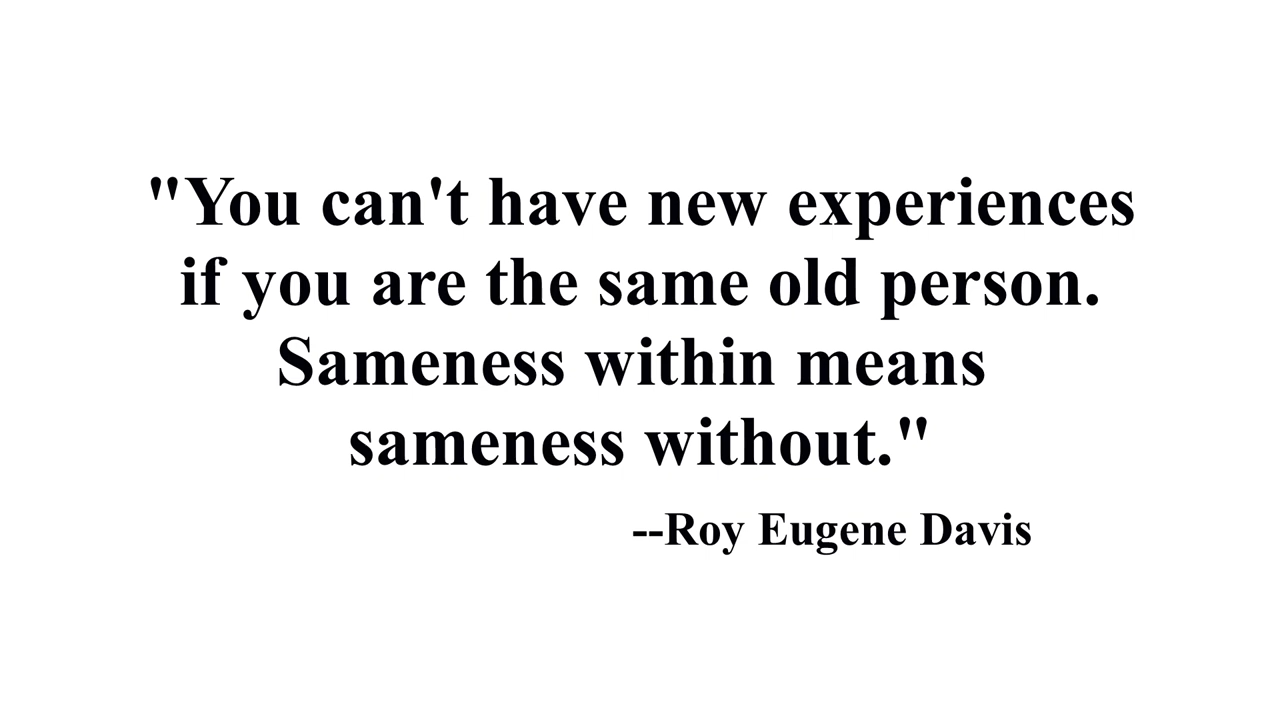 "You can't have new experiences
if you are the same old person.
Sameness within means
sameness without."
--Roy Eugene Davis